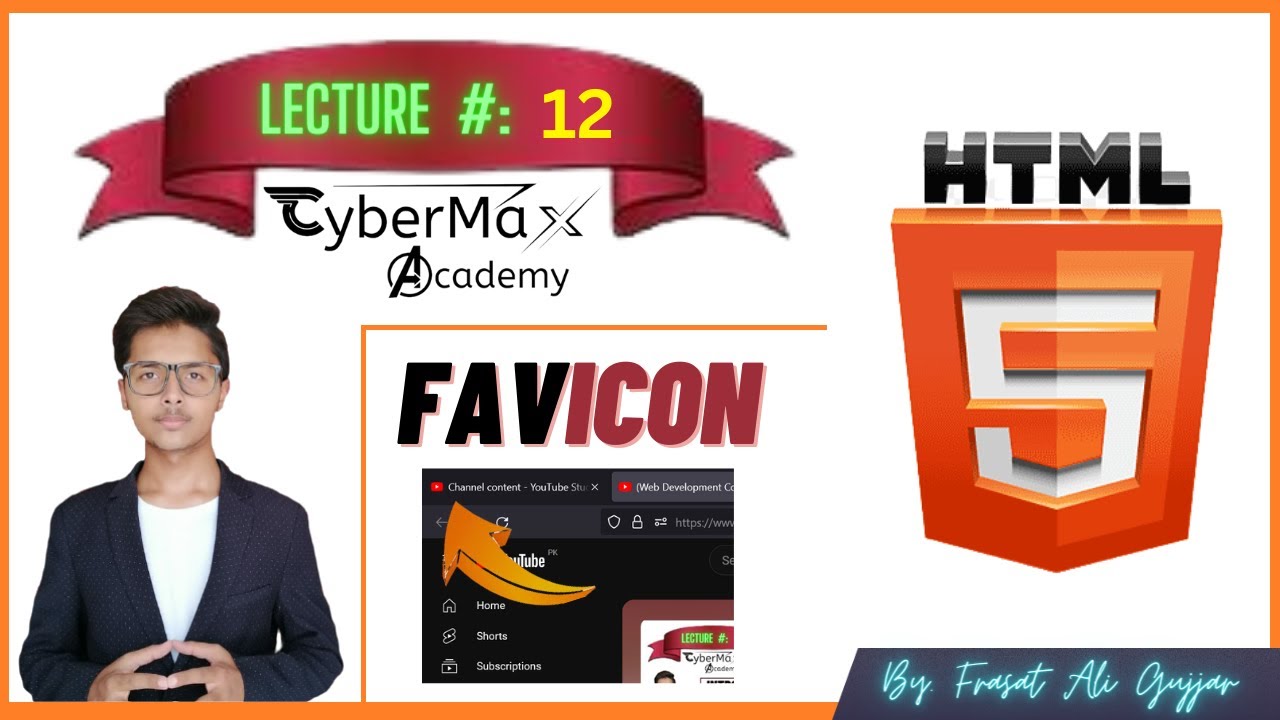 LECTURE #: 12
CyberMax
Academy
HTML
5
FAVICON
Channel content - YouTube Stu
(Web Development Co
https://www
PK
Home
Shorts
Subscriptions
LECTURE #:
CyberMax
Academy
By. Frasat Ali Gujjar